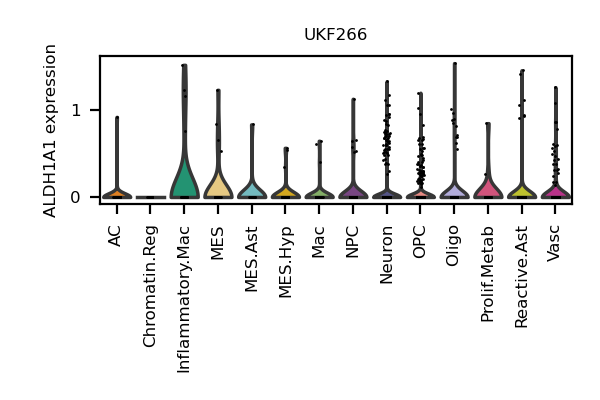 UKF266
ALDH1A1 expression
1
0
AC
Chromatin.Reg
Inflammatory.Mac
MES
MES.Ast
MES.Hyp
Mac
NPC
Neuron
OPC
Oligo
Prolif.Metab
Reactive.Ast
Vasc